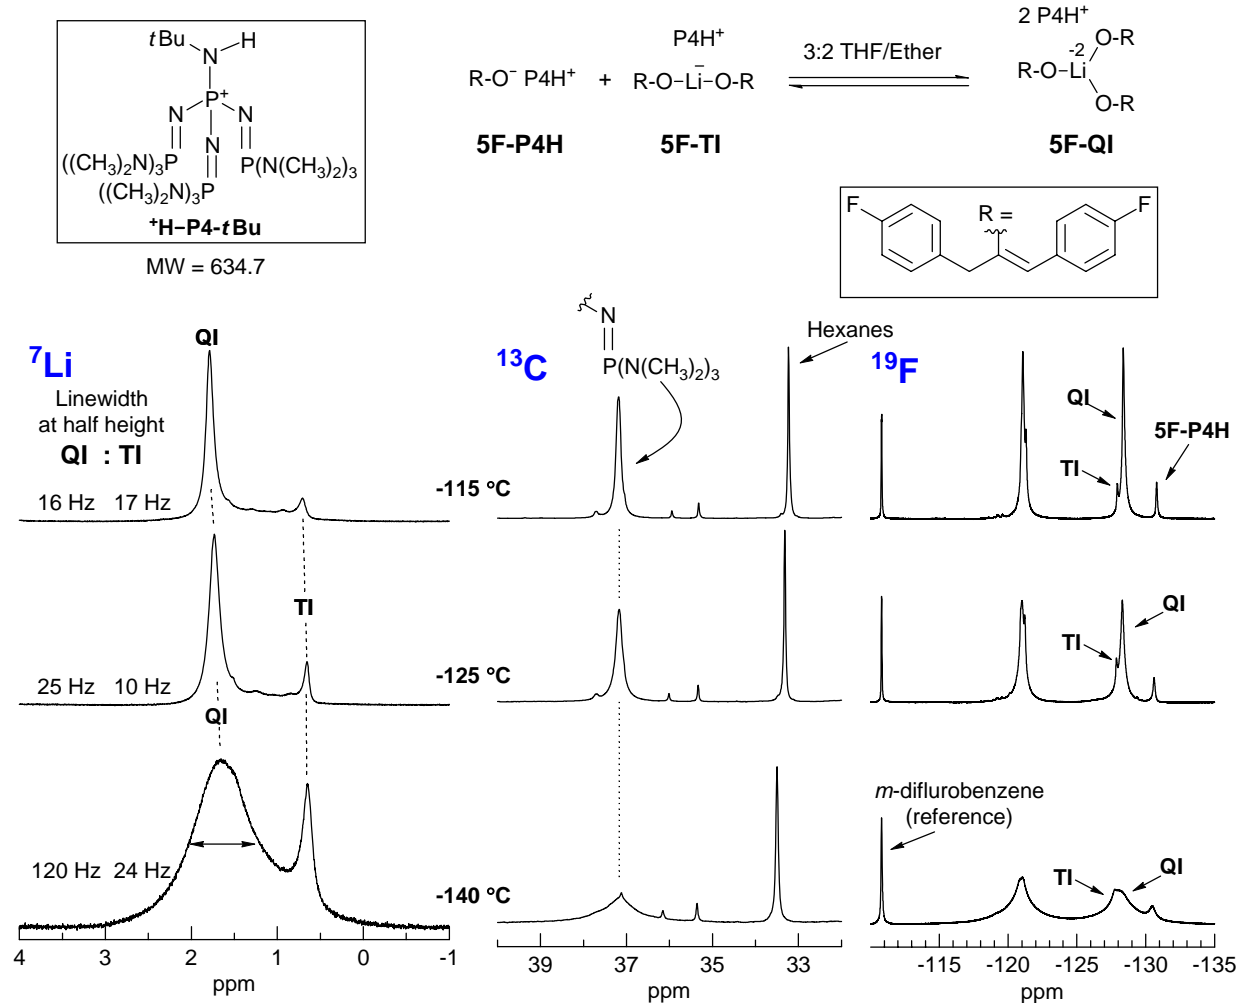 tBu
H
N
P+
N
N
N
((CH3)2N)3P
P(N(CH3)2)3
((CH3)2N)3P
+H–P4-tBu
MW = 634.7
R-O− P4H+
+
P4H+
R-O–Li–O-R
−
3:2 THF/Ether
2 P4H+
O-R
-2
R-O–Li
O-R
5F-P4H
5F-TI
5F-QI
F
R =
F
7Li
Linewidth
at half height
QI : TI
QI
16 Hz 17 Hz
TI
25 Hz 10 Hz
QI
120 Hz 24 Hz
4 3 2 1 0 -1
ppm
N
P(N(CH3)2)3
13C
Hexanes
-115 °C
-125 °C
-140 °C
39 37 35 33
ppm
19F
QI
5F-P4H
TI
QI
TI
m-diflurobenzene
(reference)
TI
QI
-115 -120 -125 -130 -135
ppm